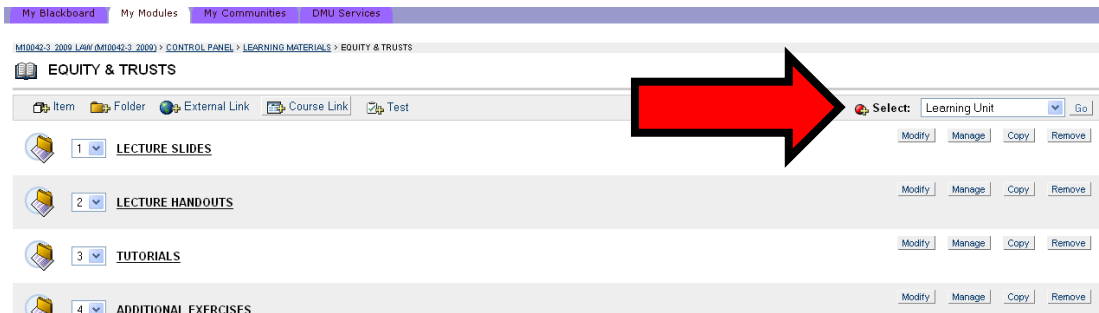 My Blackboard My Modules My Communities DMU Services
M10042-3 2009 LAW (M10042-3 2009) > CONTROL PANEL > LEARNING MATERIALS > EQUITY & TRUSTS
EQUITY & TRUSTS
Item Folder External Link Course Link Test Select: Learning Unit Go
1 LECTURE SLIDES Modify Manage Copy Remove
2 LECTURE HANDOUTS Modify Manage Copy Remove
3 TUTORIALS Modify Manage Copy Remove
4 ADDITIONAL EXERCISES Modify Manage Copy Remove